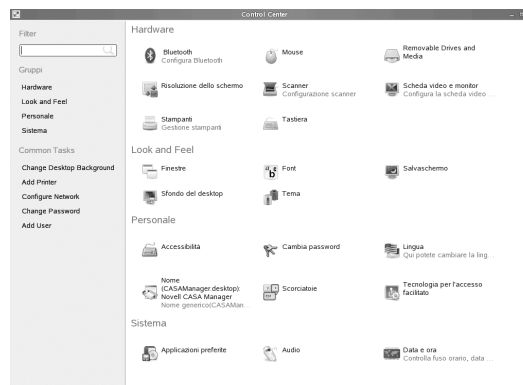 Control Center
Filter
Gruppi
Hardware
Look and Feel
Personale
Sistema
Common Tasks
Change Desktop Background
Add Printer
Configure Network
Change Password
Add User
Hardware
Bluetooth
Configura Bluetooth
Mouse
Removable Drives and
Media
Risoluzione dello schermo
Scanner
Configurazione scanner
Scheda video e monitor
Configura la scheda video ...
Stampanti
Gestione stampanti
Tastiera
Look and Feel
Finestre
Font
Salvaschermo
Sfondo del desktop
Tema
Personale
Accessibilità
Cambia password
Lingua
Qui potete cambiare la ling...
Nome
(CASAManager.desktop):
Novell CASA Manager
Nome generico(CASAMan...
Scorciatoie
Tecnologia per l'accesso
facilitato
Sistema
Applicazioni preferite
Audio
Data e ora
Controlla fuso orario, data ...